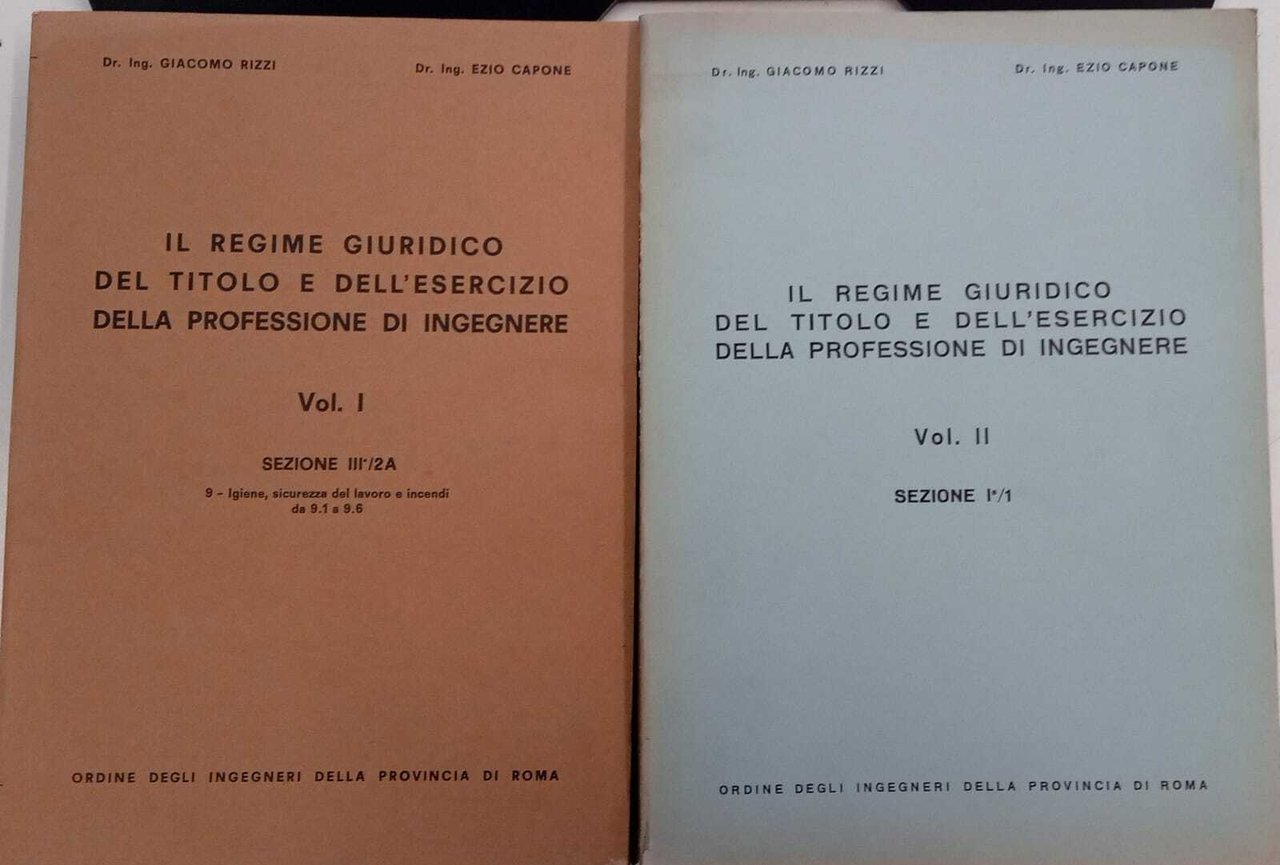 Dr. Ing. GIACOMO RIZZI
Dr. Ing. EZIO CAPONE
IL REGIME GIURIDICO
DEL TITOLO E DELL'ESERCIZIO
DELLA PROFESSIONE DI INGEGNERE
Vol. I
SEZIONE IIIª/2A
9 - Igiene, sicurezza del lavoro e incendi
da 9.1 a 9.6
ORDINE DEGLI INGEGNERI DELLA PROVINCIA DI ROMA
Dr. Ing. GIACOMO RIZZI
Dr. Ing. EZIO CAPONE
IL REGIME GIURIDICO
DEL TITOLO E DELL'ESERCIZIO
DELLA PROFESSIONE DI INGEGNERE
Vol. II
SEZIONE Iª/1
ORDINE DEGLI INGEGNERI DELLA PROVINCIA DI ROMA